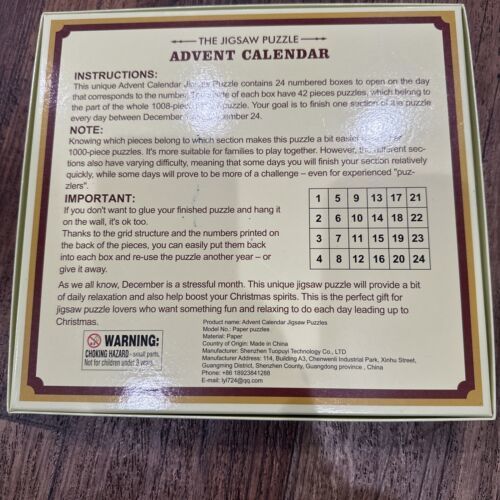 THE JIGSAW PUZZLE
ADVENT CALENDAR
INSTRUCTIONS:
This unique Advent Calendar Jigsaw Puzzle contains 24 numbered boxes to open on the day
that corresponds to the number. The inside of each box have 42 pieces puzzles, which belong to
the part of the whole 1008-piece puzzle. Your goal is to finish one section of the puzzle
every day between December and December 24.
NOTE:
Knowing which pieces belong to which section makes this puzzle a bit easier
1000-piece puzzles. It's more suitable for families to play together. However, the different sec-
tions also have varying difficulty, meaning that some days you will finish your section relatively
quickly, while some days will prove to be more of a challenge – even for experienced "puz-
zlers".
IMPORTANT:
If you don't want to glue your finished puzzle and hang it
on the wall, it's ok too.
Thanks to the grid structure and the numbers printed on
the back of the pieces, you can easily put them back
into each box and re-use the puzzle another year – or
give it away.
1 5 9 13 17 21
2 6 10 14 18 22
3 7 11 15 19 23
4 8 12 16 20 24
As we all know, December is a stressful month. This unique jigsaw puzzle will provide a bit
of daily relaxation and also help boost your Christmas spirits. This is the perfect gift for
jigsaw puzzle lovers who want something fun and relaxing to do each day leading up to
Christmas.
WARNING:
CHOKING HAZARD - small parts.
Not for children under 3 years.
Product name: Advent Calendar Jigsaw Puzzles
Model No.: Paper puzzles
Material: Paper
Country of Origin: Made in China
Manufacturer: Shenzhen Tuopuyi Technology Co., LTD
Manufacturer Address: 114, Building A3, Chenwenli Industrial Park, Xinhu Street,
Guangming District, Shenzhen County, Guangdong province , China
Phone: +86 18923841288
E-mail: lyl724@qq.com